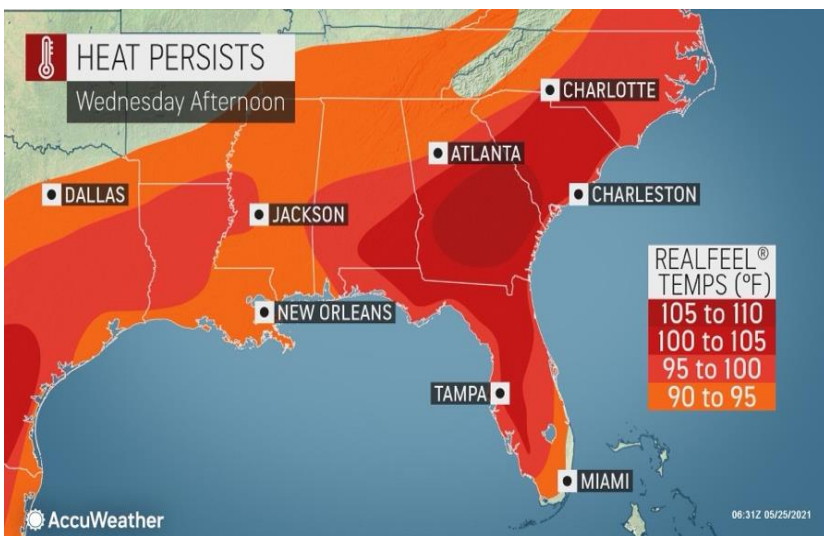 HEAT PERSISTS
Wednesday Afternoon
CHARLOTTE
ATLANTA
DALLAS
CHARLESTON
JACKSON
REALFEEL®
TEMPS (ºF)
105 to 110
100 to 105
95 to 100
90 to 95
NEW ORLEANS
TAMPA
MIAMI
AccuWeather
06:31Z 05/25/2021